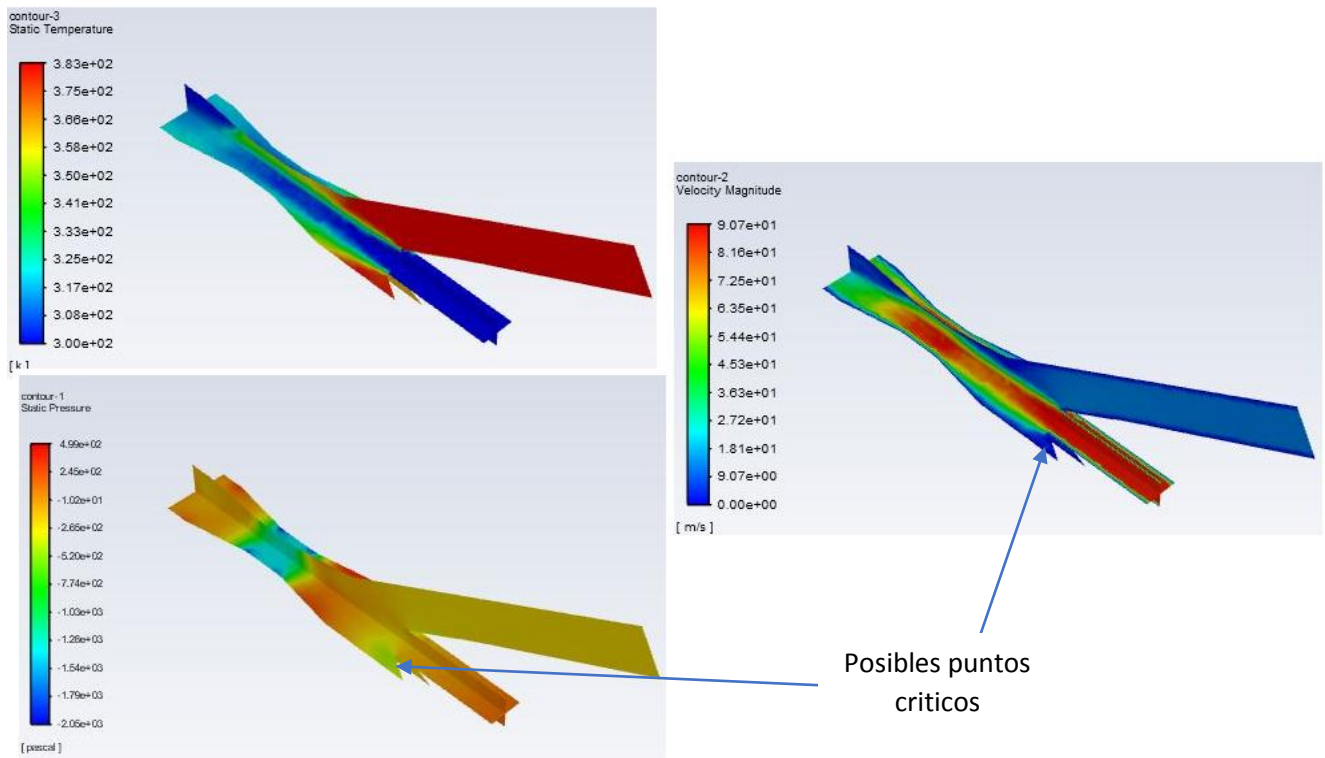 contour-3
Static Temperature
3.83e+02
3.75e+02
3.66e+02
3.58e+02
3.50e+02
3.41e+02
3.33e+02
3.25e+02
3.17e+02
3.08e+02
3.00e+02
[ k ]
contour-2
Velocity Magnitude
9.07e+01
8.16e+01
7.25e+01
6.35e+01
5.44e+01
4.53e+01
3.63e+01
2.72e+01
1.81e+01
9.07e+00
0.00e+00
[ m/s ]
contour-1
Static Pressure
4.99e+02
2.45e+02
-1.02e+01
-2.65e+02
-5.20e+02
-7.74e+02
-1.03e+03
-1.28e+03
-1.54e+03
-1.79e+03
-2.05e+03
[ pascal ]
Posibles puntos
criticos